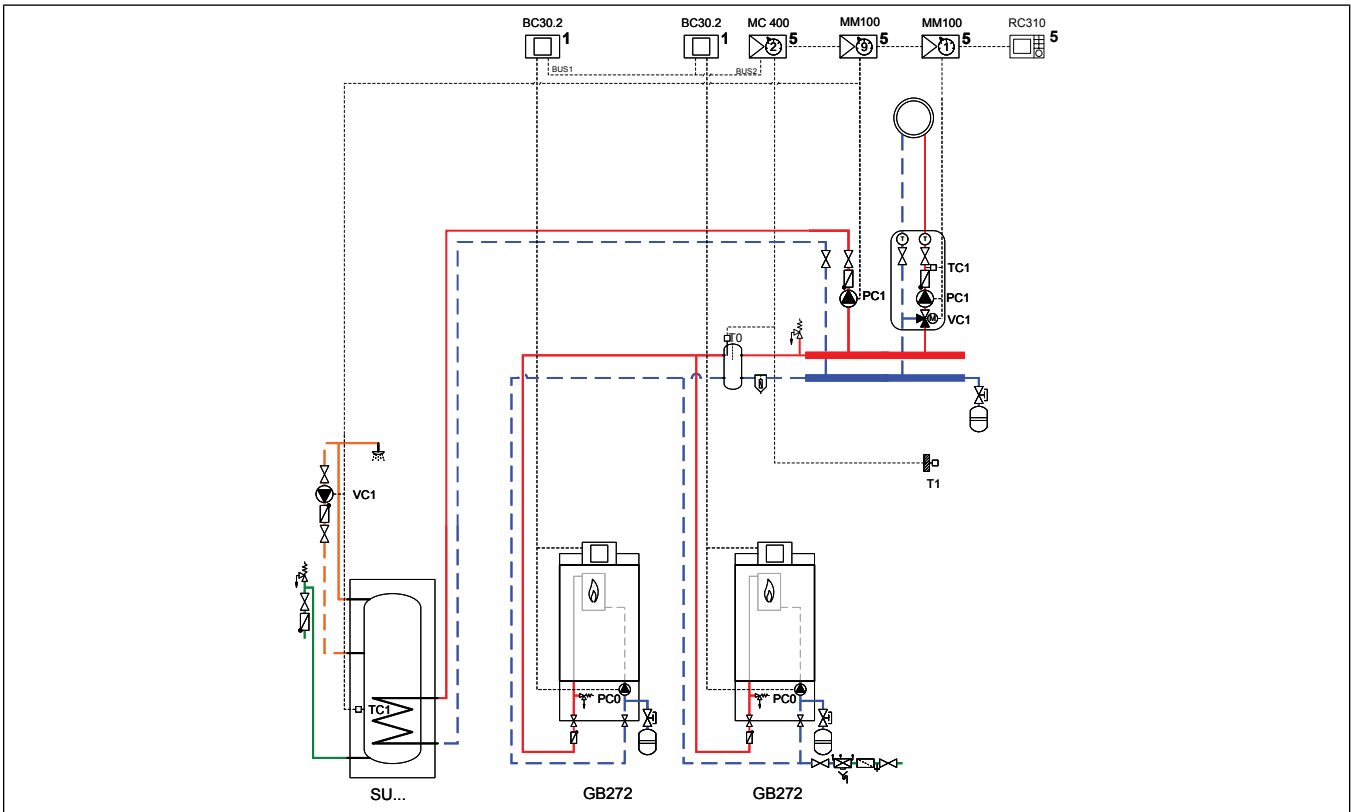 BC30.2 BC30.2 MC 400 MM100 MM100 RC310
1 1 2 5 9 5 1 5 5
BUS1 BUS2
T T
TC1
PC1 PC1
M VC1
T0
T1
VC1
TC1
PC0 PC0
SU... GB272 GB272